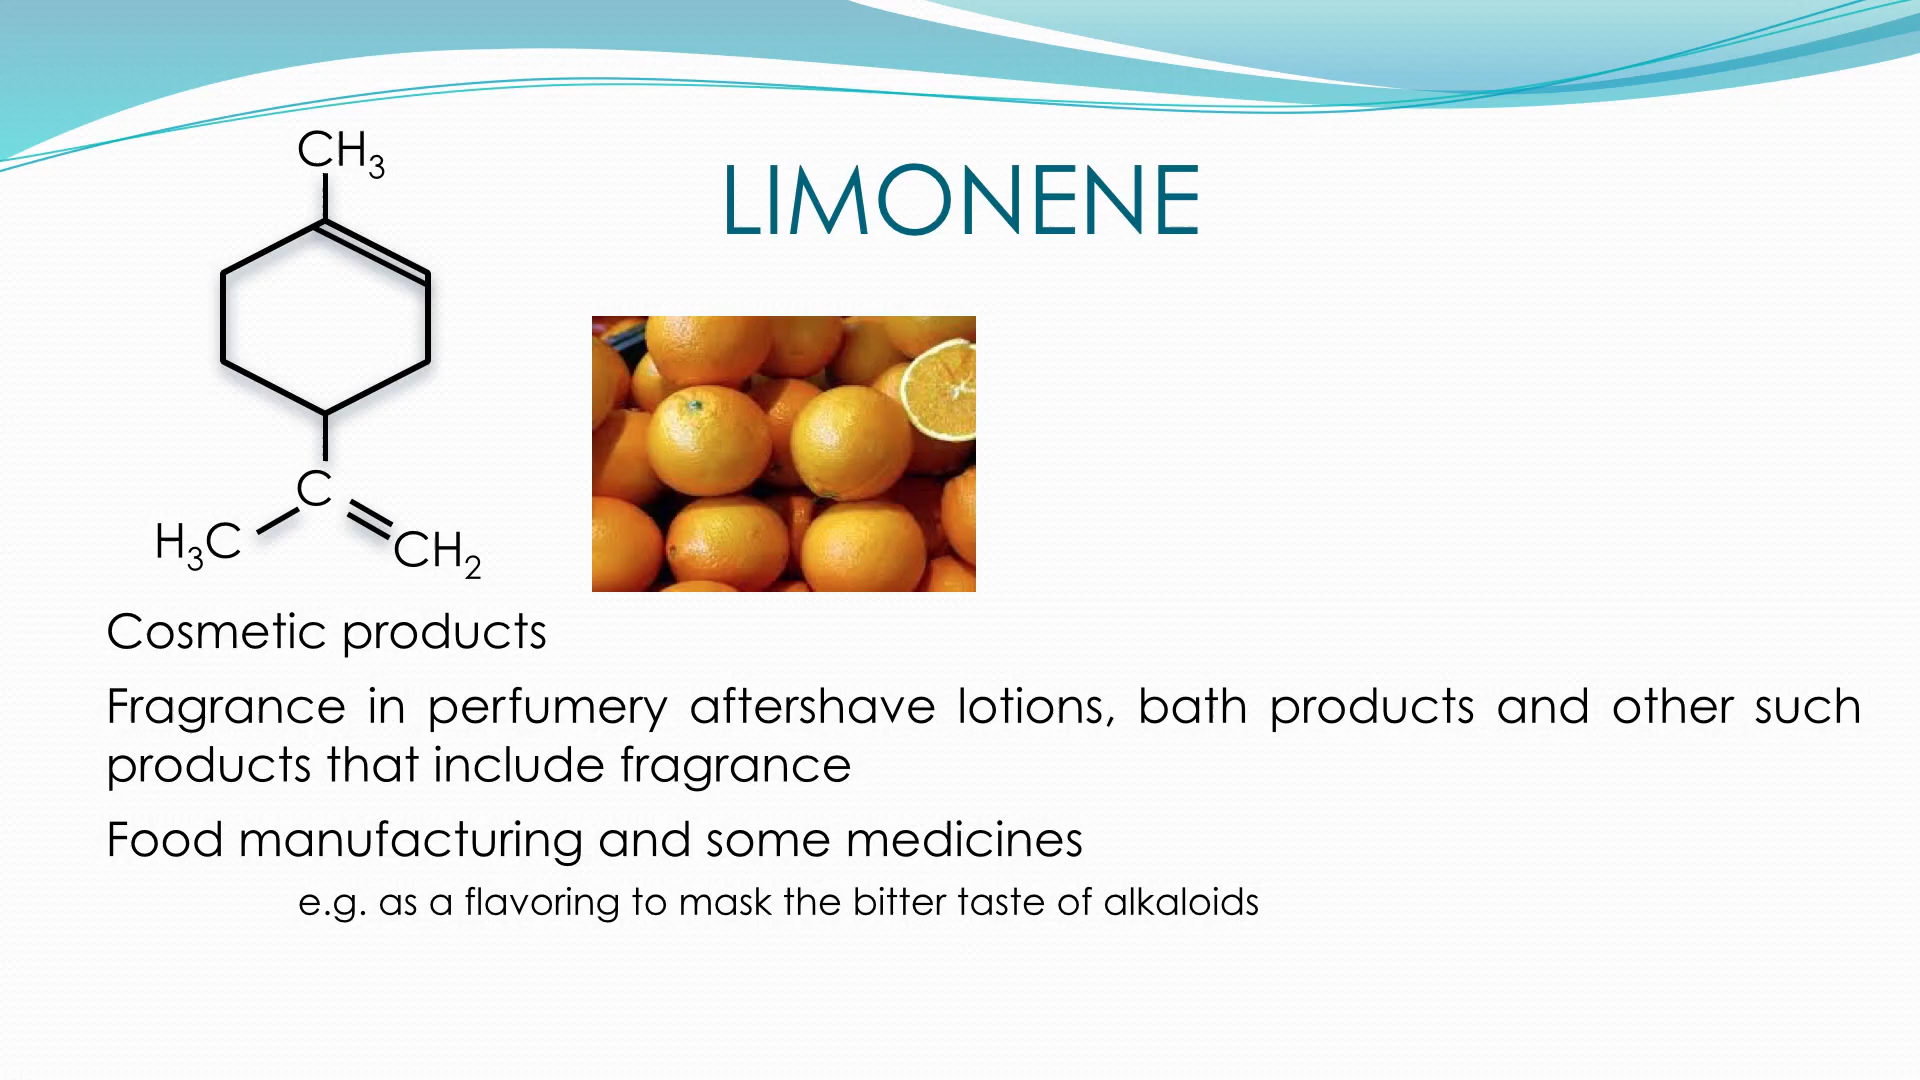 CH3
LIMONENE
C
H3C
CH2
Cosmetic products
Fragrance in perfumery aftershave lotions, bath products and other such
products that include fragrance
Food manufacturing and some medicines
e.g. as a flavoring to mask the bitter taste of alkaloids